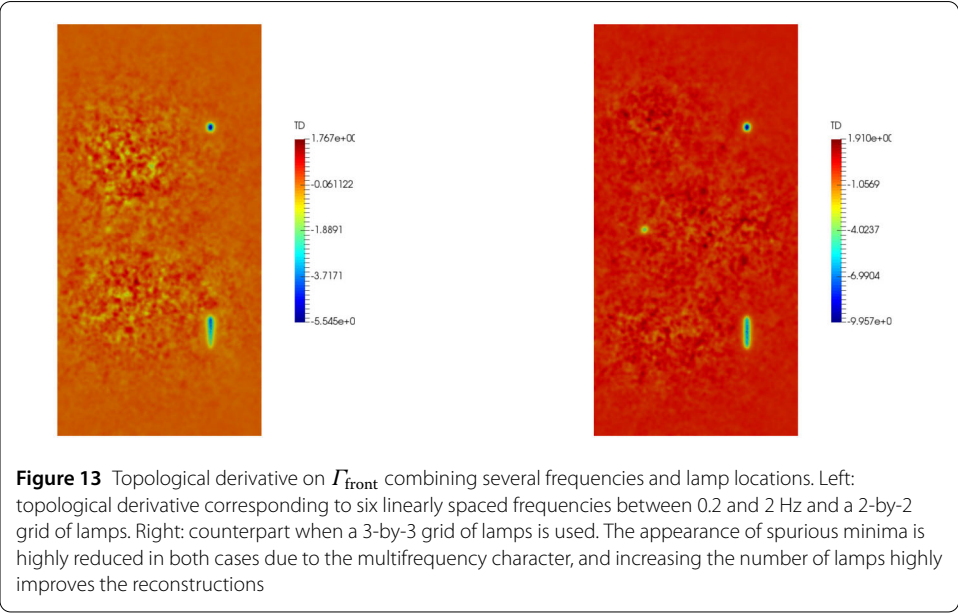 TD
1.767e+00
-0.061122
-1.8891
-3.7171
-5.545e+0
TD
1.910e+00
-1.0569
-4.0237
-6.9904
-9.957e+0
Figure 13 Topological derivative on Γfront combining several frequencies and lamp locations. Left:
topological derivative corresponding to six linearly spaced frequencies between 0.2 and 2 Hz and a 2-by-2
grid of lamps. Right: counterpart when a 3-by-3 grid of lamps is used. The appearance of spurious minima is
highly reduced in both cases due to the multifrequency character, and increasing the number of lamps highly
improves the reconstructions